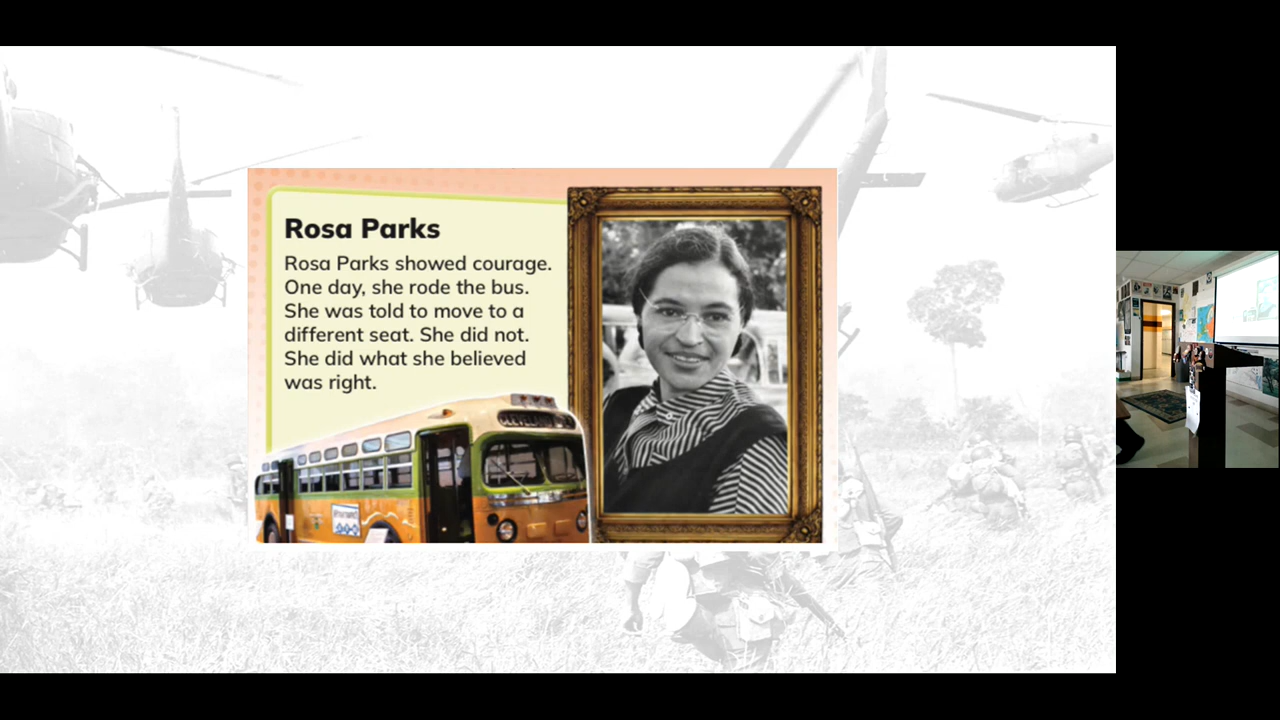 Rosa Parks
Rosa Parks showed courage.
One day, she rode the bus.
She was told to move to a
different seat. She did not.
She did what she believed
was right.